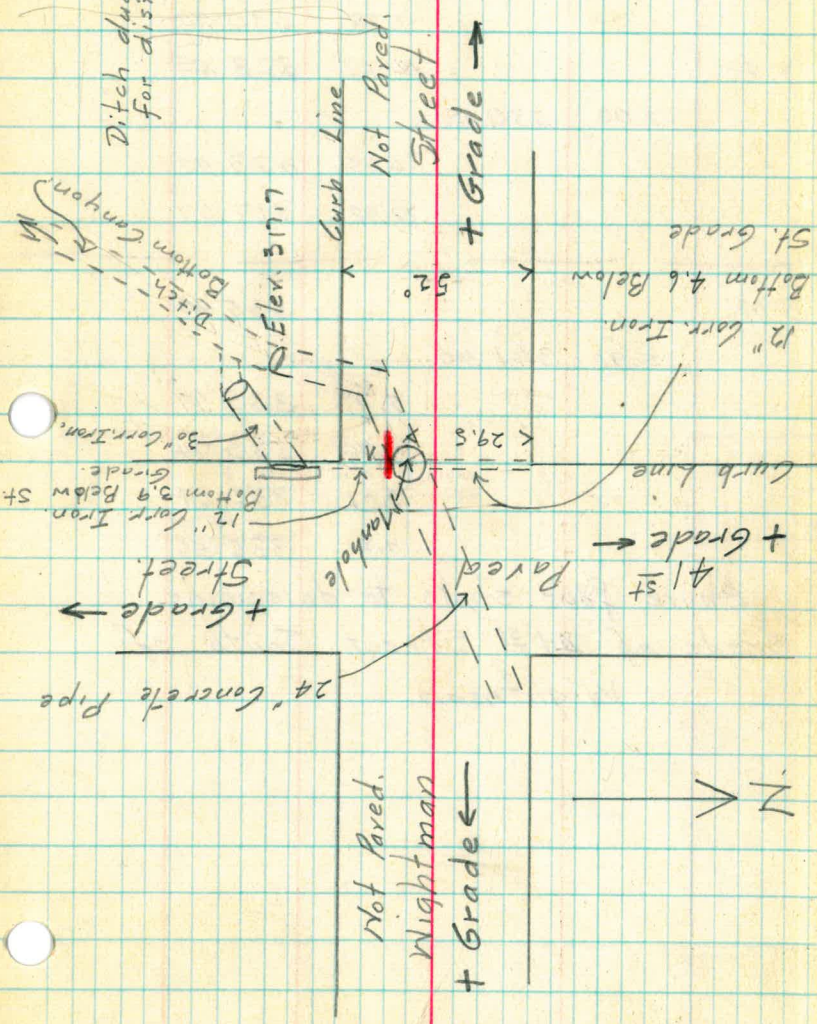 Ditch
for
Not Paved.
Street
+ Grade →
Curb Line
Elev. 317.7
Bottom Canyon
Ditch
52°
12" Corr. Iron.
Bottom 4.6 Below
St. Grade
30" Corr. Iron,
29.5
Curb Line
12" Corr. Iron
Bottom 3.9 Below St.
Grade.
Manhole
41st
Street.
Paved
+ Grade →
+ Grade ←
24" Concrete Pipe
Not Paved.
Wightman
+ Grade ←
N